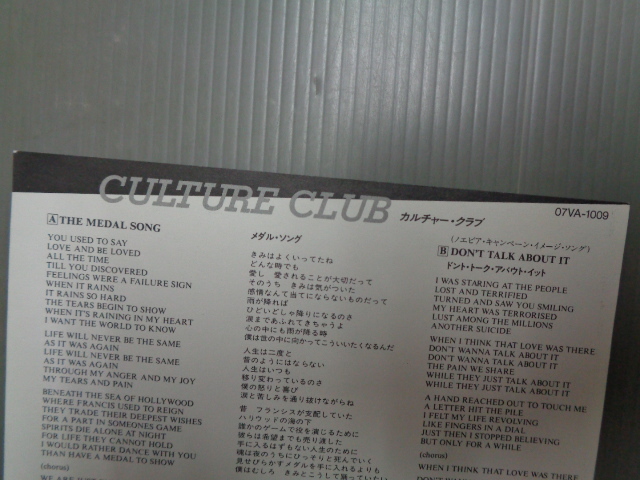 CULTURE CLUB カルチャー・クラブ
07VA-1009
A THE MEDAL SONG
YOU USED TO SAY
LOVE AND BE LOVED
ALL THE TIME
TILL YOU DISCOVERED
FEELINGS WERE A FAILURE SIGN
WHEN IT RAINS
IT RAINS SO HARD
THE TEARS BEGIN TO SHOW
WHEN IT'S RAINING IN MY HEART
I WANT THE WORLD TO KNOW
LIFE WILL NEVER BE THE SAME
AS IT WAS AGAIN
LIFE WILL NEVER BE THE SAME
AS IT WAS AGAIN
THROUGH MY ANGER AND MY JOY
MY TEARS AND PAIN
BENEATH THE SEA OF HOLLYWOOD
WHERE FRANCIS USED TO REIGN
THEY TRADE THEIR DEEPEST WISHES
FOR A PART IN SOMEONES GAME
SPIRITS DIE ALONE AT NIGHT
FOR LIFE THEY CANNOT HOLD
I WOULD RATHER DANCE WITH YOU
THAN HAVE A MEDAL TO SHOW
(chorus)
メダル・ソング
きみはよくいってたね
どんな時でも
愛し 愛されることが大切だって
そのうち きみは気がついた
感情なんて当てにならないものだって
雨が降れば
ひどいどしゃ降りになるのさ
涙まであふれてきちゃうよ
心の中にも雨が降る時
僕は世の中に向かってこういいたくなるんだ
人生は二度と
昔のようにはならない
人生はいつも
移り変わっているのさ
僕の怒りと喜び
涙と苦しみを通り抜けながらね
昔 フランシスが支配していた
ハリウッドの海の下
誰かのゲームで役を演じるために
彼らは希望までも売り渡した
手に入るはずもない人生のために
魂は夜のうちにひっそりと死んでいく
見せびらかすメダルを手に入れるよりも
僕はむしろ きみとこうして踊っていたい
(ノエビア・キャンペーン・イメージ・ソング)
B DON'T TALK ABOUT IT
ドント・トーク・アバウト・イット
I WAS STARING AT THE PEOPLE
LOST AND TERRIFIED
TURNED AND SAW YOU SMILING
MY HEART WAS TERRORISED
LUST AMONG THE MILLIONS
ANOTHER SUICIDE
WHEN I THINK THAT LOVE WAS THERE
DON'T WANNA TALK ABOUT IT
DON'T WANNA TALK ABOUT IT
THE PAIN WE SHARE
WHILE THEY JUST TALK ABOUT IT
WHILE THEY JUST TALK ABOUT IT
A HAND REACHED OUT TO TOUCH ME
A LETTER HIT THE PILE
I FELT MY LIFE REVOLVING
LIKE FINGERS IN A DIAL
JUST THEN I STOPPED BELIEVING
BUT ONLY FOR A WHILE
(chorus)
WHEN I THINK THAT LOVE WAS THERE